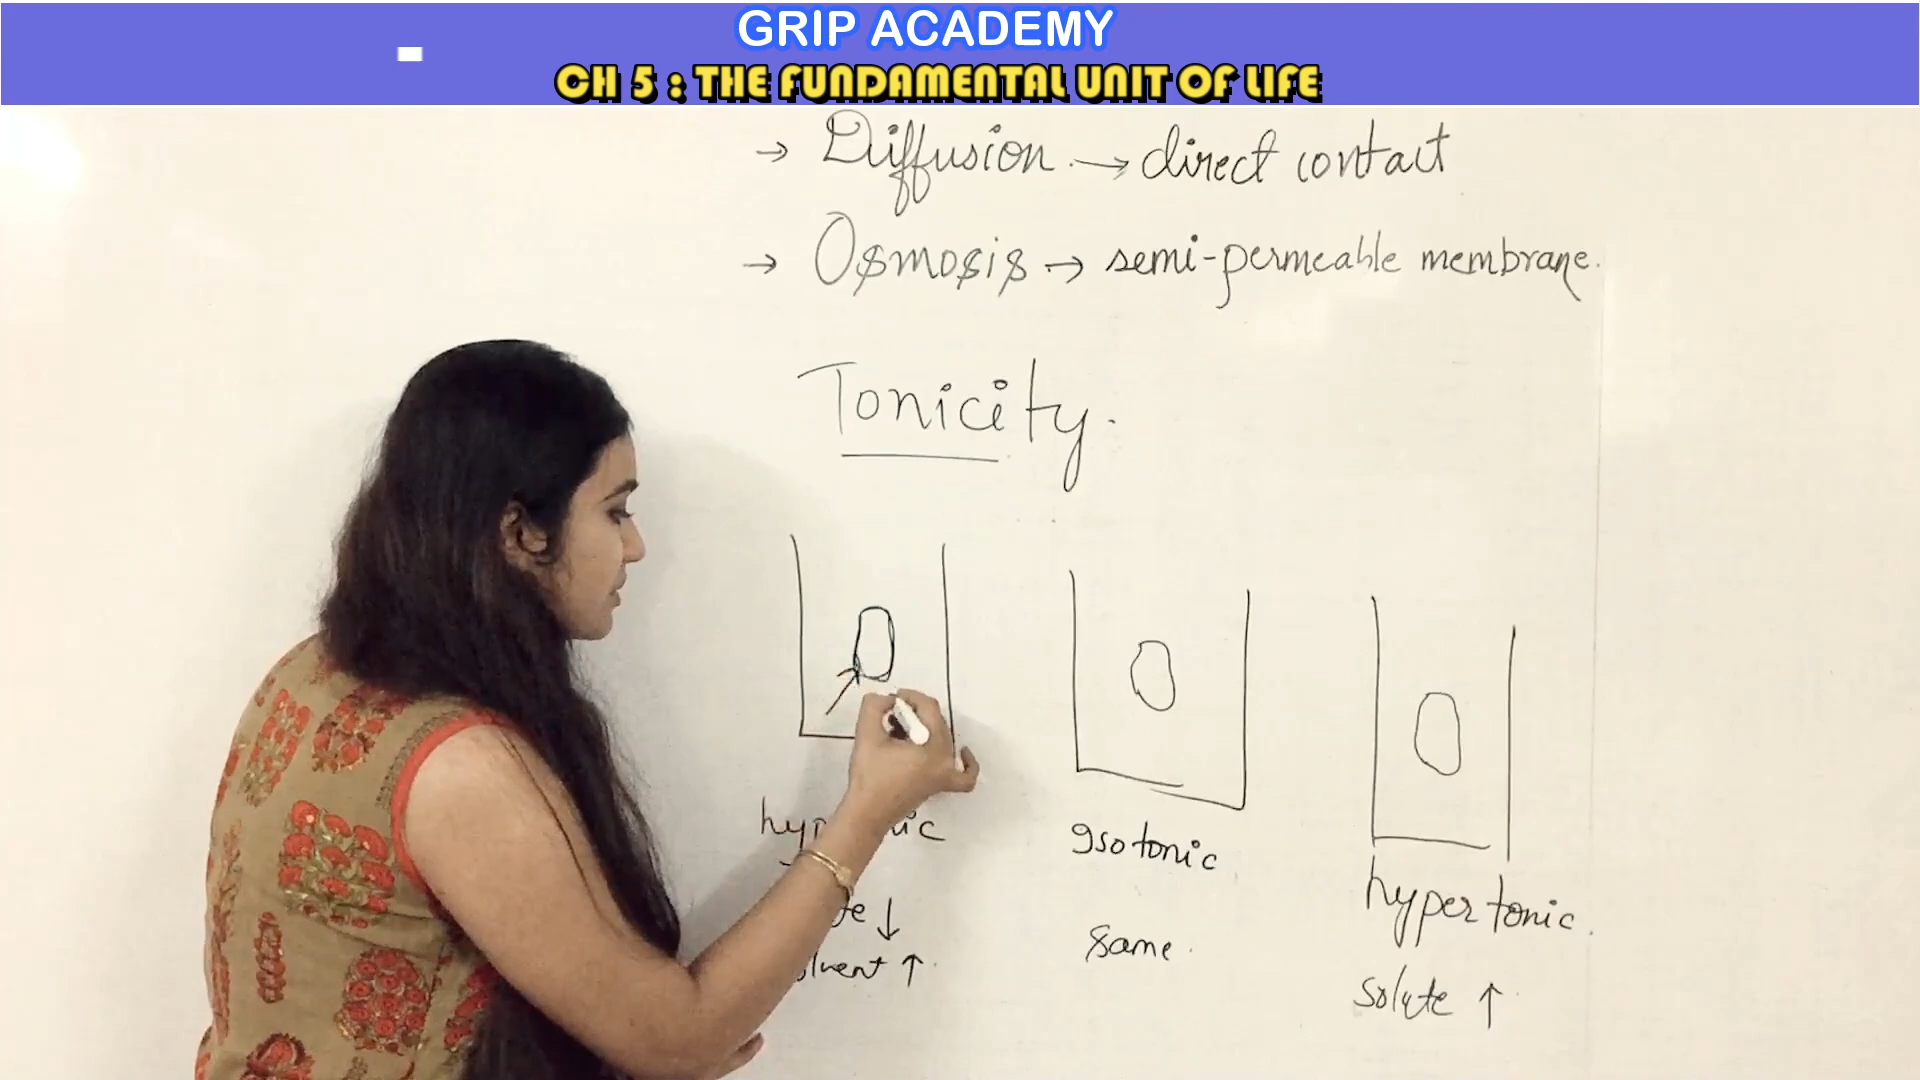 GRIP ACADEMY
CH 5 : THE FUNDAMENTAL UNIT OF LIFE
→ Diffusion. → direct contact
→ Osmosis → semi-permeable membrane.
Tonicity.
Isotonic
hypertonic.
↓
↑
same.
solute ↑